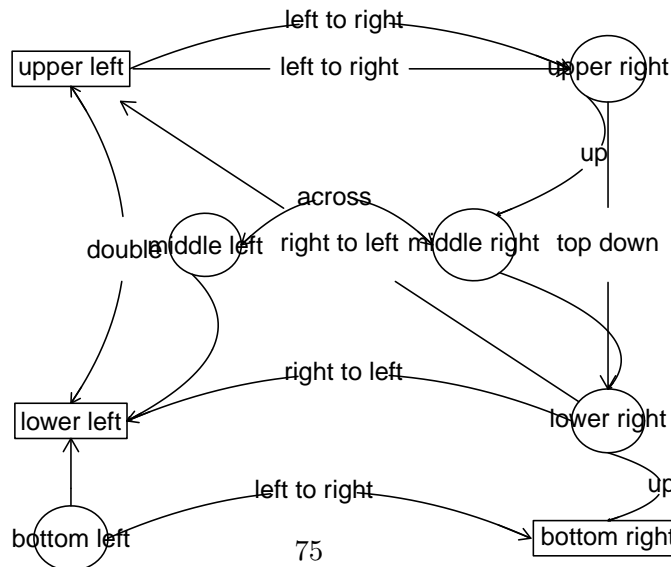 left to right
upper left
left to right
upper right
up
across
double
middle left
right to left
middle right
top down
right to left
lower left
lower right
left to right
up
bottom left
bottom right
75